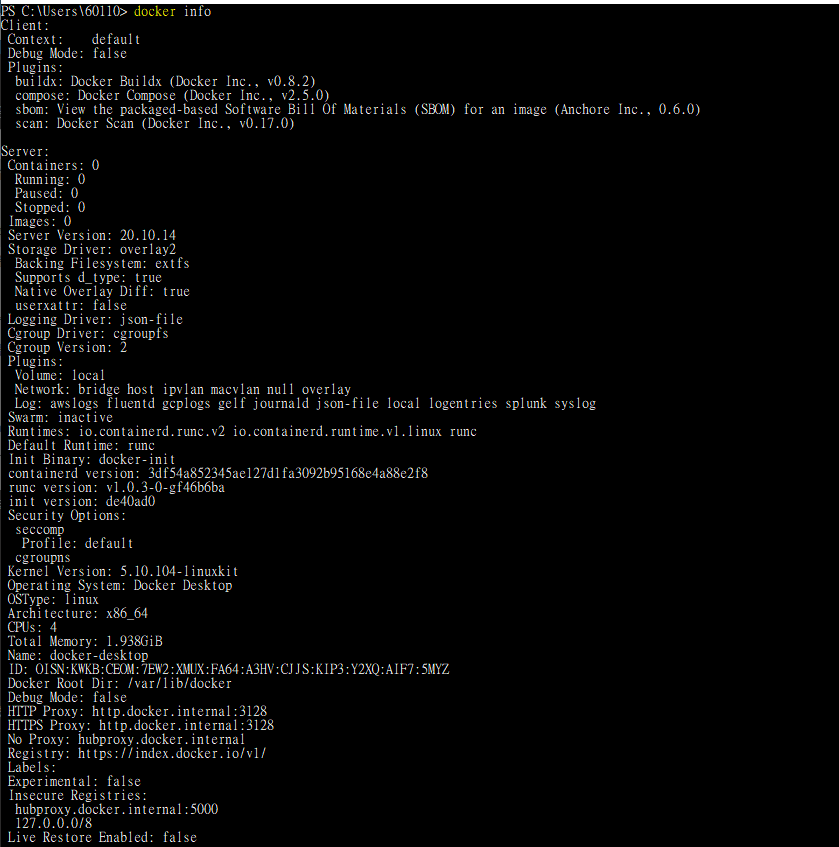 PS C:\Users\60110> docker info
Client:
 Context:    default
 Debug Mode: false
 Plugins:
  buildx: Docker Buildx (Docker Inc., v0.8.2)
  compose: Docker Compose (Docker Inc., v2.5.0)
  sbom: View the packaged-based Software Bill Of Materials (SBOM) for an image (Anchore Inc., 0.6.0)
  scan: Docker Scan (Docker Inc., v0.17.0)

Server:
 Containers: 0
  Running: 0
  Paused: 0
  Stopped: 0
 Images: 0
 Server Version: 20.10.14
 Storage Driver: overlay2
  Backing Filesystem: extfs
  Supports d_type: true
  Native Overlay Diff: true
  userxattr: false
 Logging Driver: json-file
 Cgroup Driver: cgroupfs
 Cgroup Version: 2
 Plugins:
  Volume: local
  Network: bridge host ipvlan macvlan null overlay
  Log: awslogs fluentd gcplogs gelf journald json-file local logentries splunk syslog
 Swarm: inactive
 Runtimes: io.containerd.runc.v2 io.containerd.runtime.v1.linux runc
 Default Runtime: runc
 Init Binary: docker-init
 containerd version: 3df54a852345ae127d1fa3092b95168e4a88e2f8
 runc version: v1.0.3-0-gf46b6ba
 init version: de40ad0
 Security Options:
  seccomp
   Profile: default
  cgroupns
 Kernel Version: 5.10.104-linuxkit
 Operating System: Docker Desktop
 OSType: linux
 Architecture: x86_64
 CPUs: 4
 Total Memory: 1.938GiB
 Name: docker-desktop
 ID: OISN:KWKB:CEOM:7EW2:XMUX:FA64:A3HV:CJJS:KIP3:Y2XQ:AIF7:5MYZ
 Docker Root Dir: /var/lib/docker
 Debug Mode: false
 HTTP Proxy: http.docker.internal:3128
 HTTPS Proxy: http.docker.internal:3128
 No Proxy: hubproxy.docker.internal
 Registry: https://index.docker.io/v1/
 Labels:
 Experimental: false
 Insecure Registries:
  hubproxy.docker.internal:5000
  127.0.0.0/8
 Live Restore Enabled: false